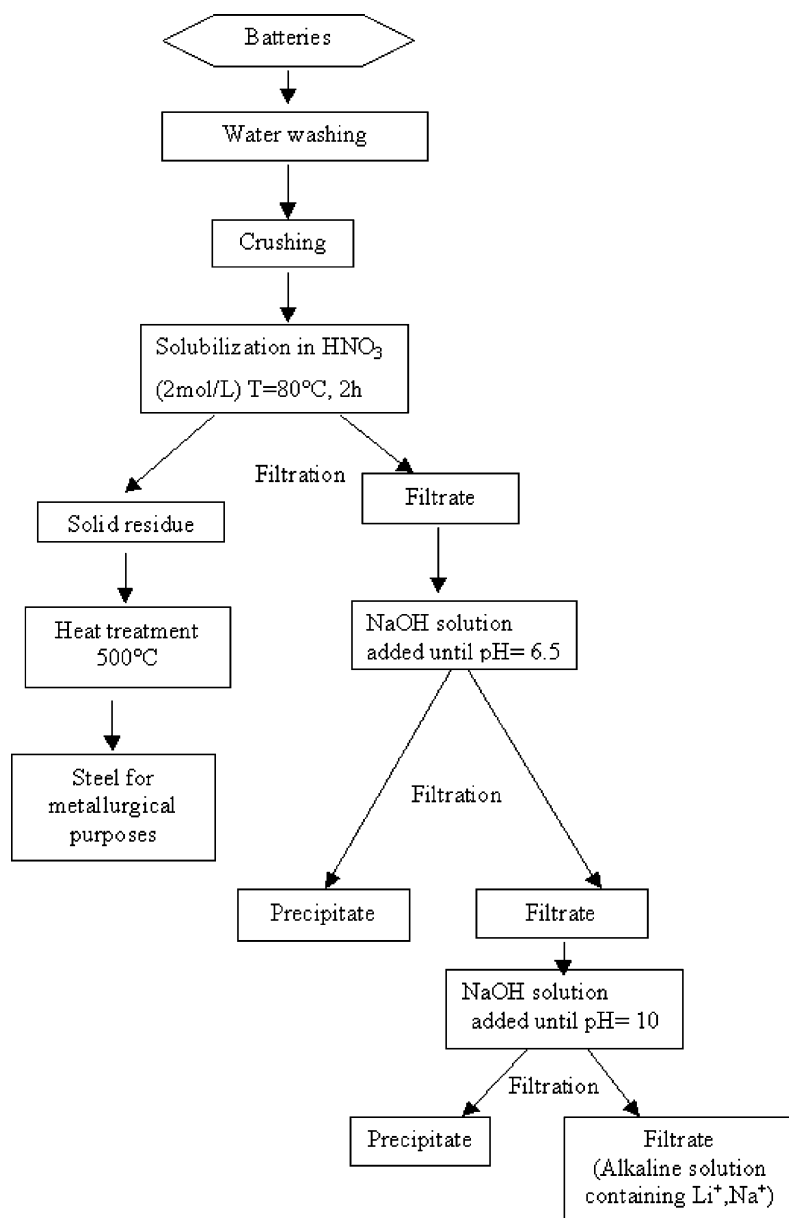 Batteries
Water washing
Crushing
Solubilization in HNO₃
(2mol/L) T=80°C, 2h
Filtration
Filtrate
Solid residue
Heat treatment
500°C
NaOH solution
added until pH= 6.5
Steel for
metallurgical
purposes
Filtration
Precipitate
Filtrate
NaOH solution
added until pH= 10
Filtration
Precipitate
Filtrate
(Alkaline solution
containing Li⁺,Na⁺)